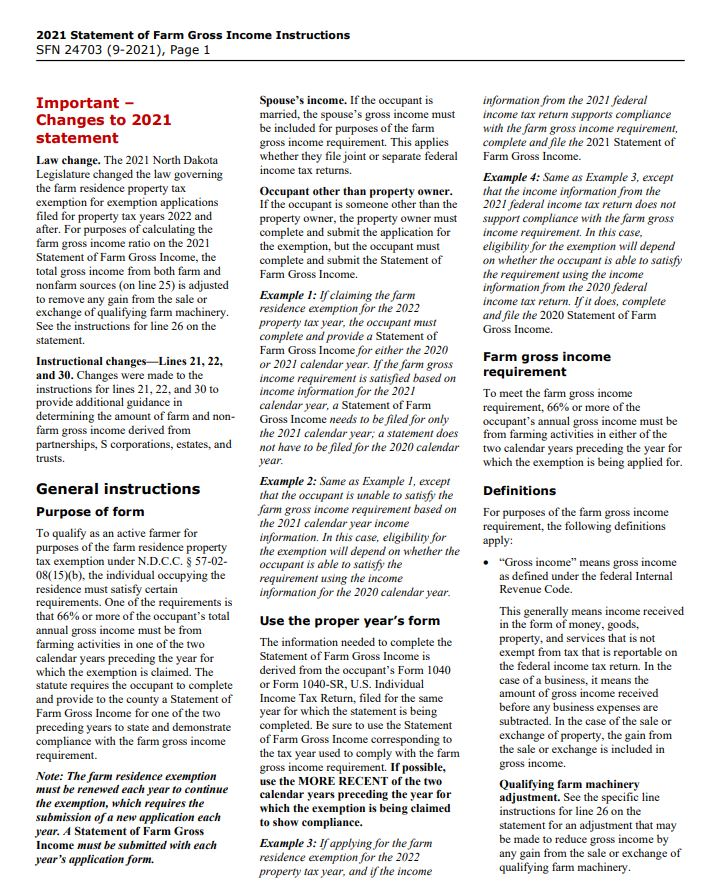 2021 Statement of Farm Gross Income Instructions
SFN 24703 (9-2021), Page 1
Important –
Changes to 2021
statement
Law change. The 2021 North Dakota
Legislature changed the law governing
the farm residence property tax
exemption for exemption applications
filed for property tax years 2022 and
after. For purposes of calculating the
farm gross income ratio on the 2021
Statement of Farm Gross Income, the
total gross income from both farm and
nonfarm sources (on line 25) is adjusted
to remove any gain from the sale or
exchange of qualifying farm machinery.
See the instructions for line 26 on the
statement.
Instructional changes—Lines 21, 22,
and 30. Changes were made to the
instructions for lines 21, 22, and 30 to
provide additional guidance in
determining the amount of farm and non-
farm gross income derived from
partnerships, S corporations, estates, and
trusts.
General instructions
Purpose of form
To qualify as an active farmer for
purposes of the farm residence property
tax exemption under N.D.C.C. § 57-02-
08(15)(b), the individual occupying the
residence must satisfy certain
requirements. One of the requirements is
that 66% or more of the occupant's total
annual gross income must be from
farming activities in one of the two
calendar years preceding the year for
which the exemption is claimed. The
statute requires the occupant to complete
and provide to the county a Statement of
Farm Gross Income for one of the two
preceding years to state and demonstrate
compliance with the farm gross income
requirement.
Note: The farm residence exemption
must be renewed each year to continue
the exemption, which requires the
submission of a new application each
year. A Statement of Farm Gross
Income must be submitted with each
year's application form.
Spouse's income. If the occupant is
married, the spouse's gross income must
be included for purposes of the farm
gross income requirement. This applies
whether they file joint or separate federal
income tax returns.
Occupant other than property owner.
If the occupant is someone other than the
property owner, the property owner must
complete and submit the application for
the exemption, but the occupant must
complete and submit the Statement of
Farm Gross Income.
Example 1: If claiming the farm
residence exemption for the 2022
property tax year, the occupant must
complete and provide a Statement of
Farm Gross Income for either the 2020
or 2021 calendar year. If the farm gross
income requirement is satisfied based on
income information for the 2021
calendar year, a Statement of Farm
Gross Income needs to be filed for only
the 2021 calendar year; a statement does
not have to be filed for the 2020 calendar
year.
Example 2: Same as Example 1, except
that the occupant is unable to satisfy the
farm gross income requirement based on
the 2021 calendar year income
information. In this case, eligibility for
the exemption will depend on whether the
occupant is able to satisfy the
requirement using the income
information for the 2020 calendar year.
Use the proper year's form
The information needed to complete the
Statement of Farm Gross Income is
derived from the occupant's Form 1040
or Form 1040-SR, U.S. Individual
Income Tax Return, filed for the same
year for which the statement is being
completed. Be sure to use the Statement
of Farm Gross Income corresponding to
the tax year used to comply with the farm
gross income requirement. If possible,
use the MORE RECENT of the two
calendar years preceding the year for
which the exemption is being claimed
to show compliance.
Example 3: If applying for the farm
residence exemption for the 2022
property tax year, and if the income
information from the 2021 federal
income tax return supports compliance
with the farm gross income requirement,
complete and file the 2021 Statement of
Farm Gross Income.
Example 4: Same as Example 3, except
that the income information from the
2021 federal income tax return does not
support compliance with the farm gross
income requirement. In this case,
eligibility for the exemption will depend
on whether the occupant is able to satisfy
the requirement using the income
information from the 2020 federal
income tax return. If it does, complete
and file the 2020 Statement of Farm
Gross Income.
Farm gross income
requirement
To meet the farm gross income
requirement, 66% or more of the
occupant's annual gross income must be
from farming activities in either of the
two calendar years preceding the year for
which the exemption is being applied for.
Definitions
For purposes of the farm gross income
requirement, the following definitions
apply:
• "Gross income" means gross income
as defined under the federal Internal
Revenue Code.
This generally means income received
in the form of money, goods,
property, and services that is not
exempt from tax that is reportable on
the federal income tax return. In the
case of a business, it means the
amount of gross income received
before any business expenses are
subtracted. In the case of the sale or
exchange of property, the gain from
the sale or exchange is included in
gross income.
Qualifying farm machinery
adjustment. See the specific line
instructions for line 26 on the
statement for an adjustment that may
be made to reduce gross income by
any gain from the sale or exchange of
qualifying farm machinery.